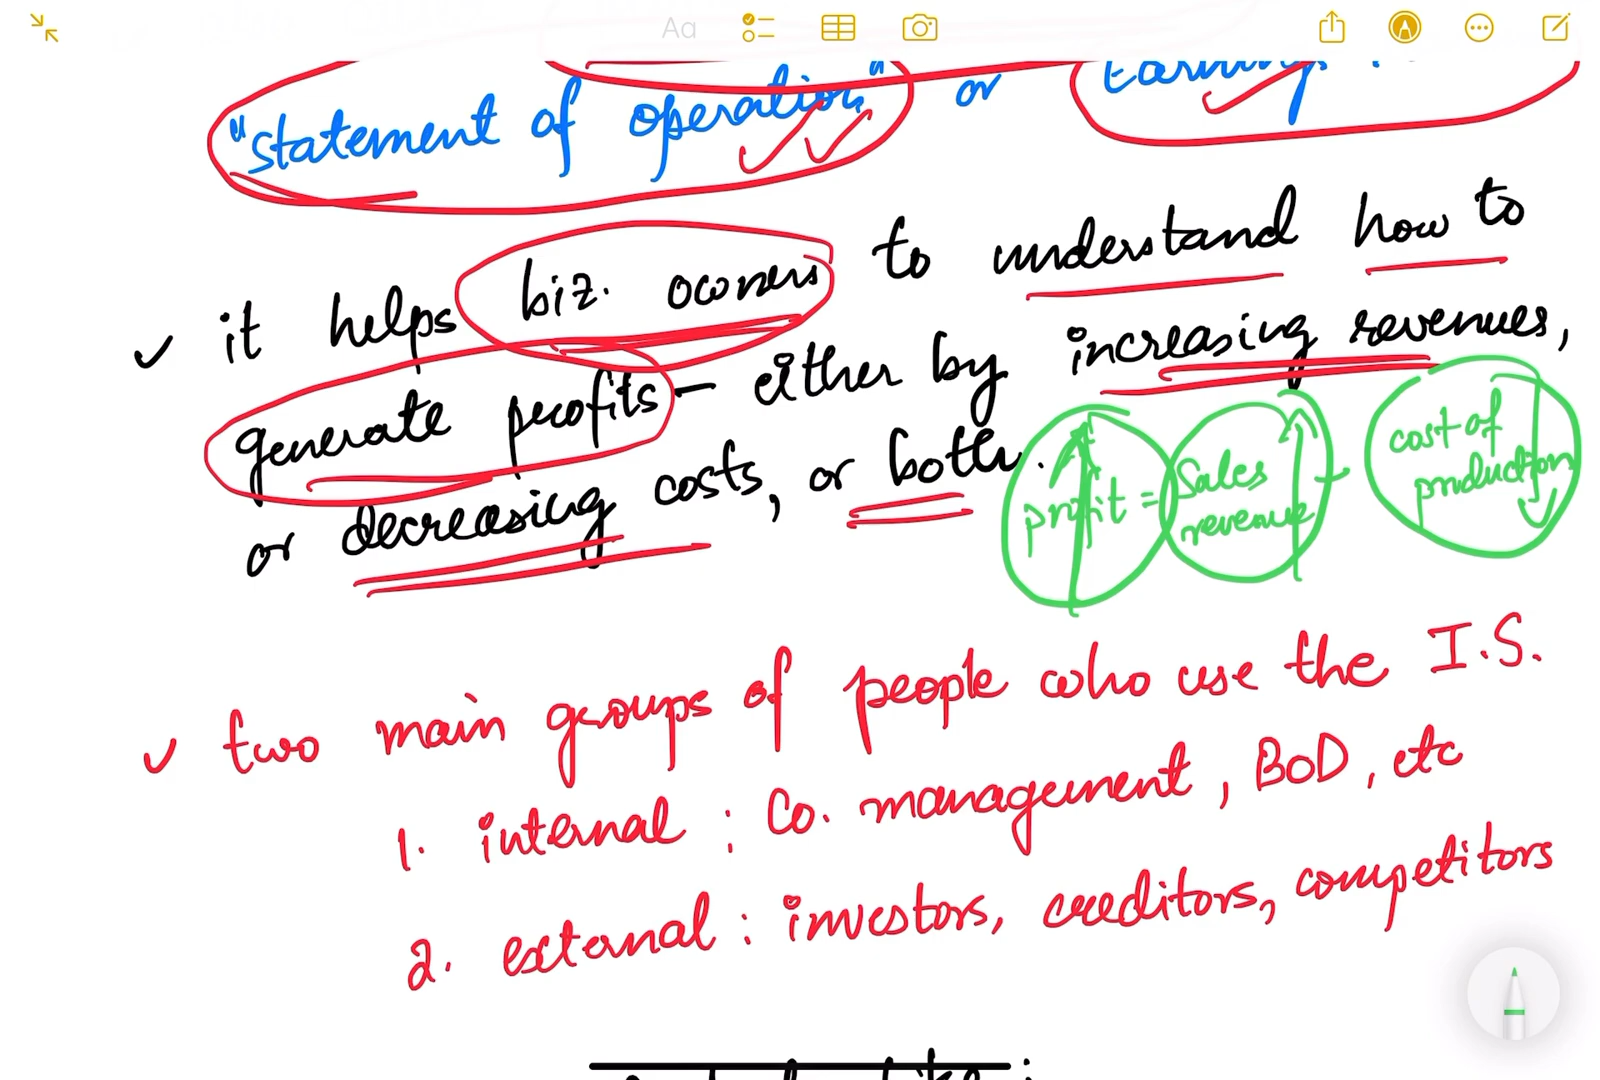 Aa
"statement of operation" or Earnings
✓ it helps biz. owners to understand how to
generate profits – either by increasing revenues,
or decreasing costs, or both.
profit = Sales revenue - cost of production
✓ two main groups of people who use the I.S.
1. internal : Co. management, BoD, etc
2. external : investors, creditors, competitors